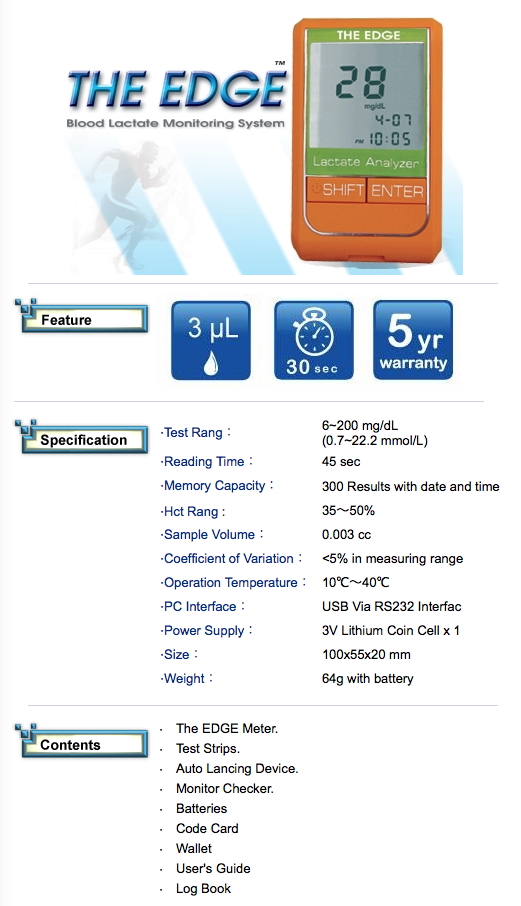 THE EDGE™
Blood Lactate Monitoring System
THE EDGE
28
mg/dL
4-07
PM 10:05
Lactate Analyzer
SHIFT ENTER
Feature
3 µL
30 sec
5 yr
warranty
Specification
·Test Rang： 6~200 mg/dL
(0.7~22.2 mmol/L)
·Reading Time： 45 sec
·Memory Capacity： 300 Results with date and time
·Hct Rang : 35～50%
·Sample Volume： 0.003 cc
·Coefficient of Variation： <5% in measuring range
·Operation Temperature： 10℃～40℃
·PC Interface： USB Via RS232 Interfac
·Power Supply： 3V Lithium Coin Cell x 1
·Size： 100x55x20 mm
·Weight： 64g with battery
Contents
· The EDGE Meter.
· Test Strips.
· Auto Lancing Device.
· Monitor Checker.
· Batteries
· Code Card
· Wallet
· User's Guide
· Log Book